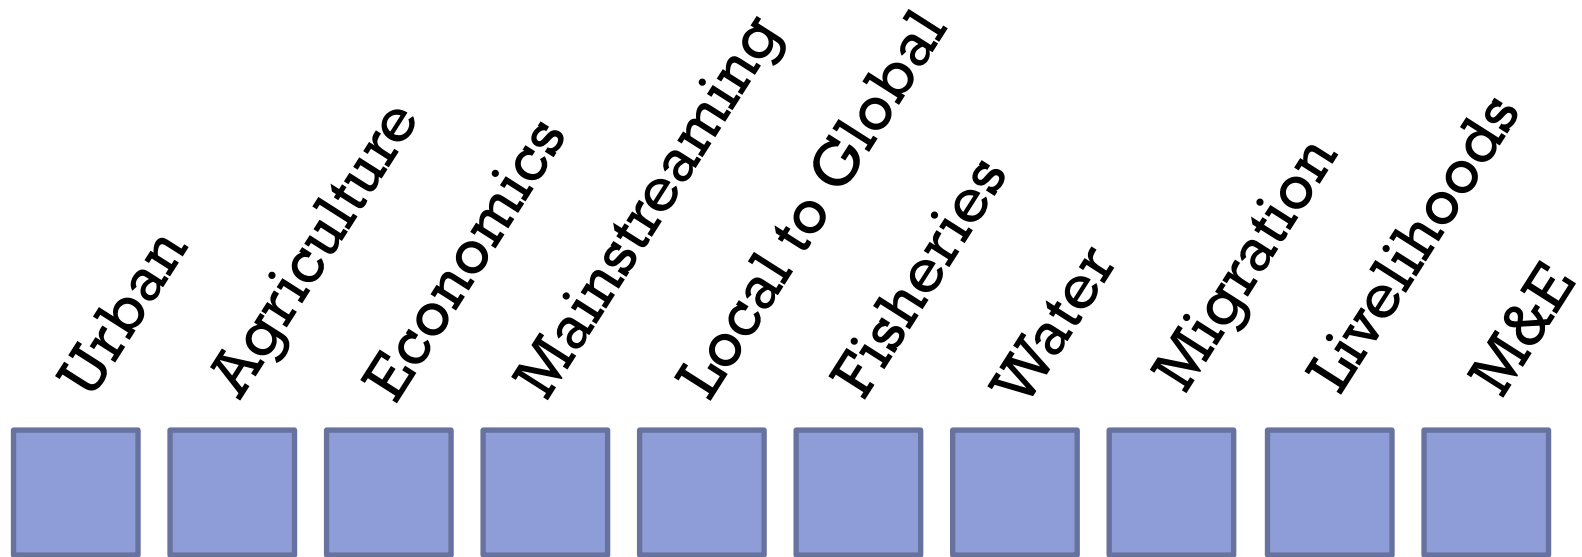 Urban
Agriculture
Economics
Mainstreaming
Local to Global
Fisheries
Water
Migration
Livelihoods
M&E